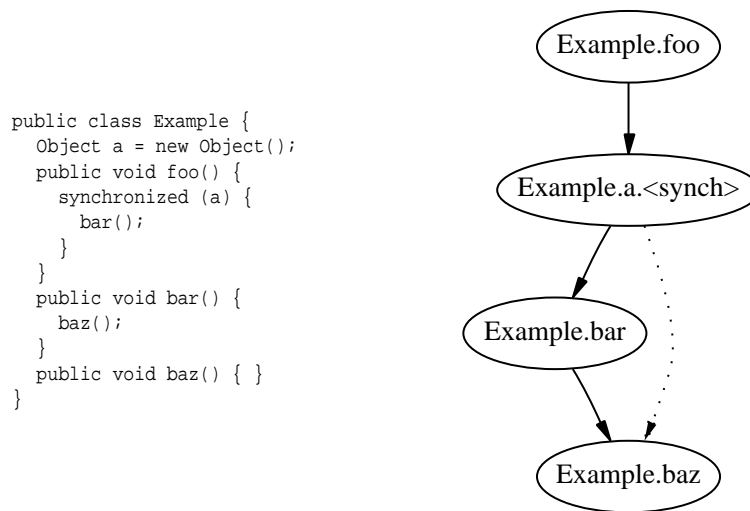 public class Example {
Object a = new Object();
public void foo() {
synchronized (a) {
bar();
}
}
public void bar() {
baz();
}
public void baz() { }
}
Example.foo
Example.a.<synch>
Example.bar
Example.baz